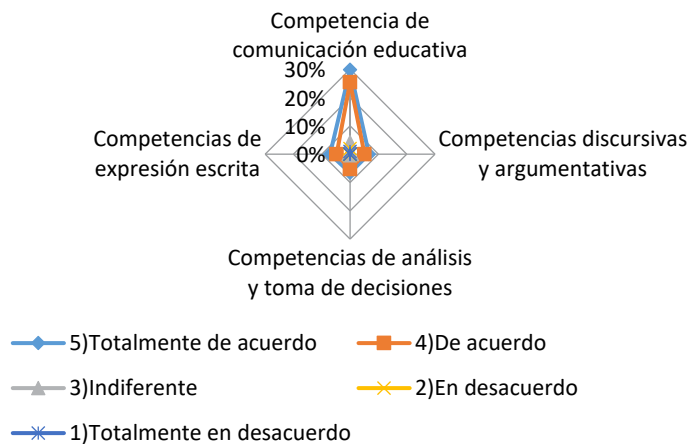 Competencia de
comunicación educativa
30%
20%
10%
0%
Competencias de
expresión escrita
Competencias discursivas
y argumentativas
Competencias de análisis
y toma de decisiones
5)Totalmente de acuerdo
4)De acuerdo
3)Indiferente
2)En desacuerdo
1)Totalmente en desacuerdo